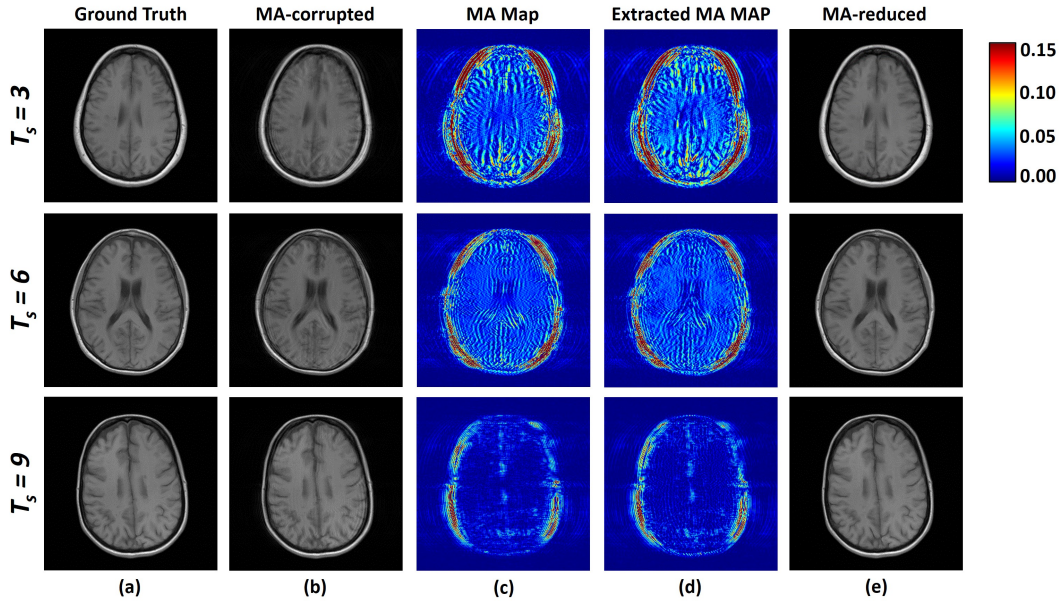 Ground Truth MA-corrupted MA Map Extracted MA MAP MA-reduced
0.15
0.10
0.05
0.00
Ts = 3
Ts = 6
Ts = 9
(a) (b) (c) (d) (e)